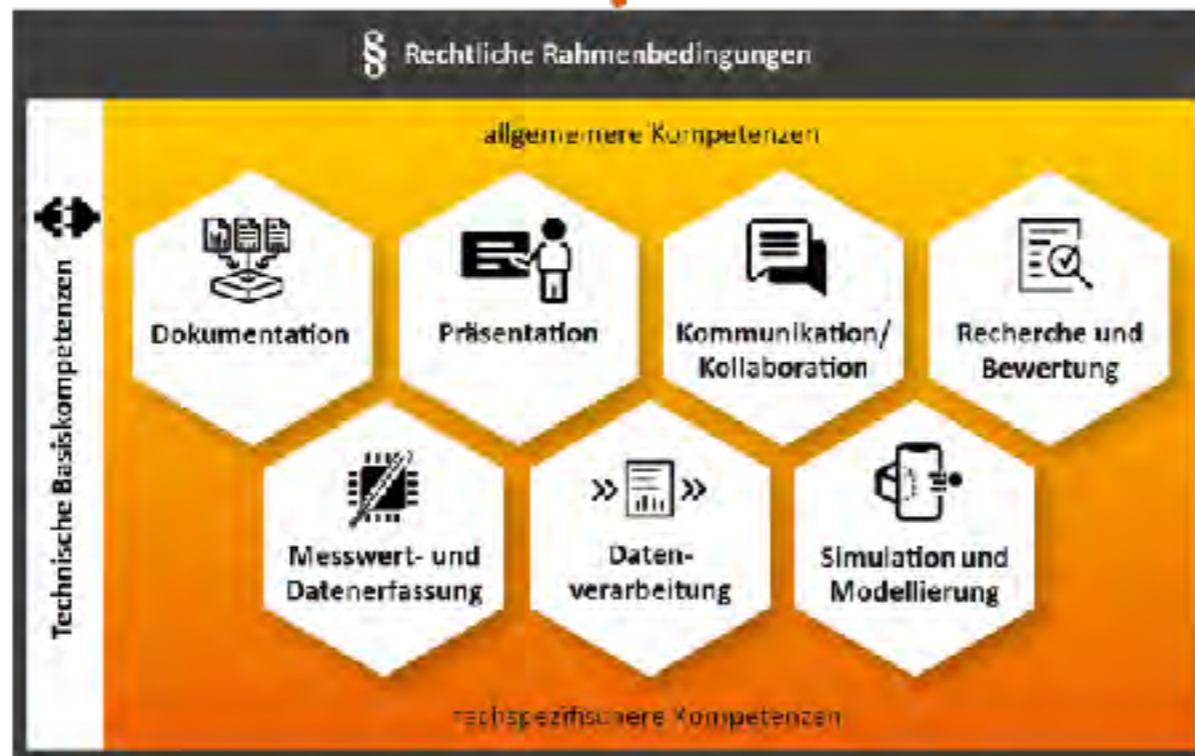 § Rechtliche Rahmenbedingungen
allgemeinere Kompetenzen
Technische Basiskompetenzen
Dokumentation
Präsentation
Kommunikation/
Kollaboration
Recherche und
Bewertung
Messwert- und
Datenerfassung
Daten-
verarbeitung
Simulation und
Modellierung
fachspezifischere Kompetenzen